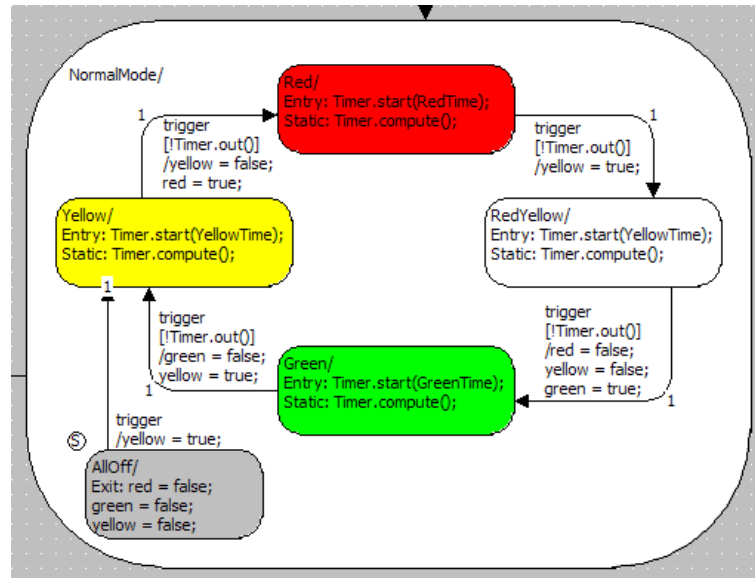 NormalMode/
Red/
Entry: Timer.start(RedTime);
Static: Timer.compute();
1
trigger
[!Timer.out()]
/yellow = false;
red = true;
1
trigger
[!Timer.out()]
/yellow = true;
Yellow/
Entry: Timer.start(YellowTime);
Static: Timer.compute();
RedYellow/
Entry: Timer.start(YellowTime);
Static: Timer.compute();
1
trigger
[!Timer.out()]
/green = false;
yellow = true;
1
trigger
[!Timer.out()]
/red = false;
yellow = false;
green = true;
1
Green/
Entry: Timer.start(GreenTime);
Static: Timer.compute();
trigger
/yellow = true;
S
AllOff/
Exit: red = false;
green = false;
yellow = false;